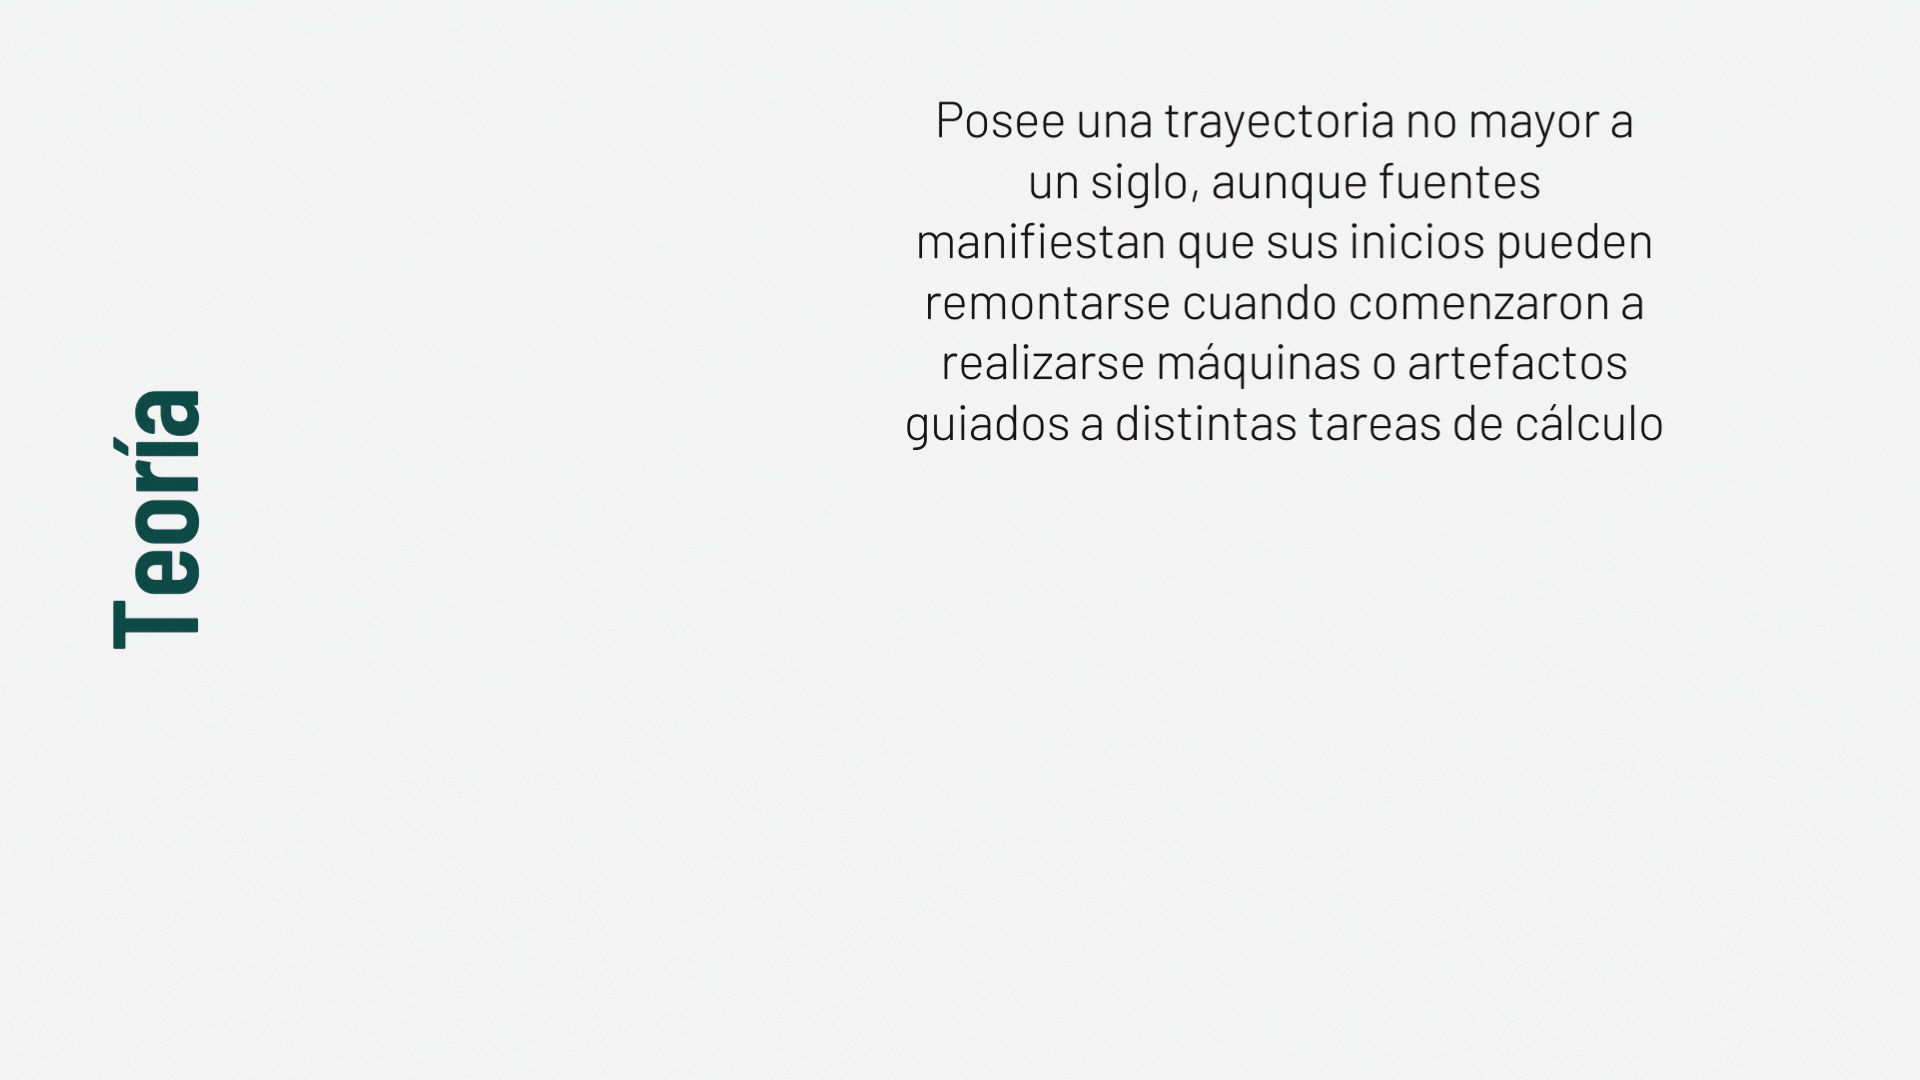 Teoría
Posee una trayectoria no mayor a
un siglo, aunque fuentes
manifiestan que sus inicios pueden
remontarse cuando comenzaron a
realizarse máquinas o artefactos
guiados a distintas tareas de cálculo